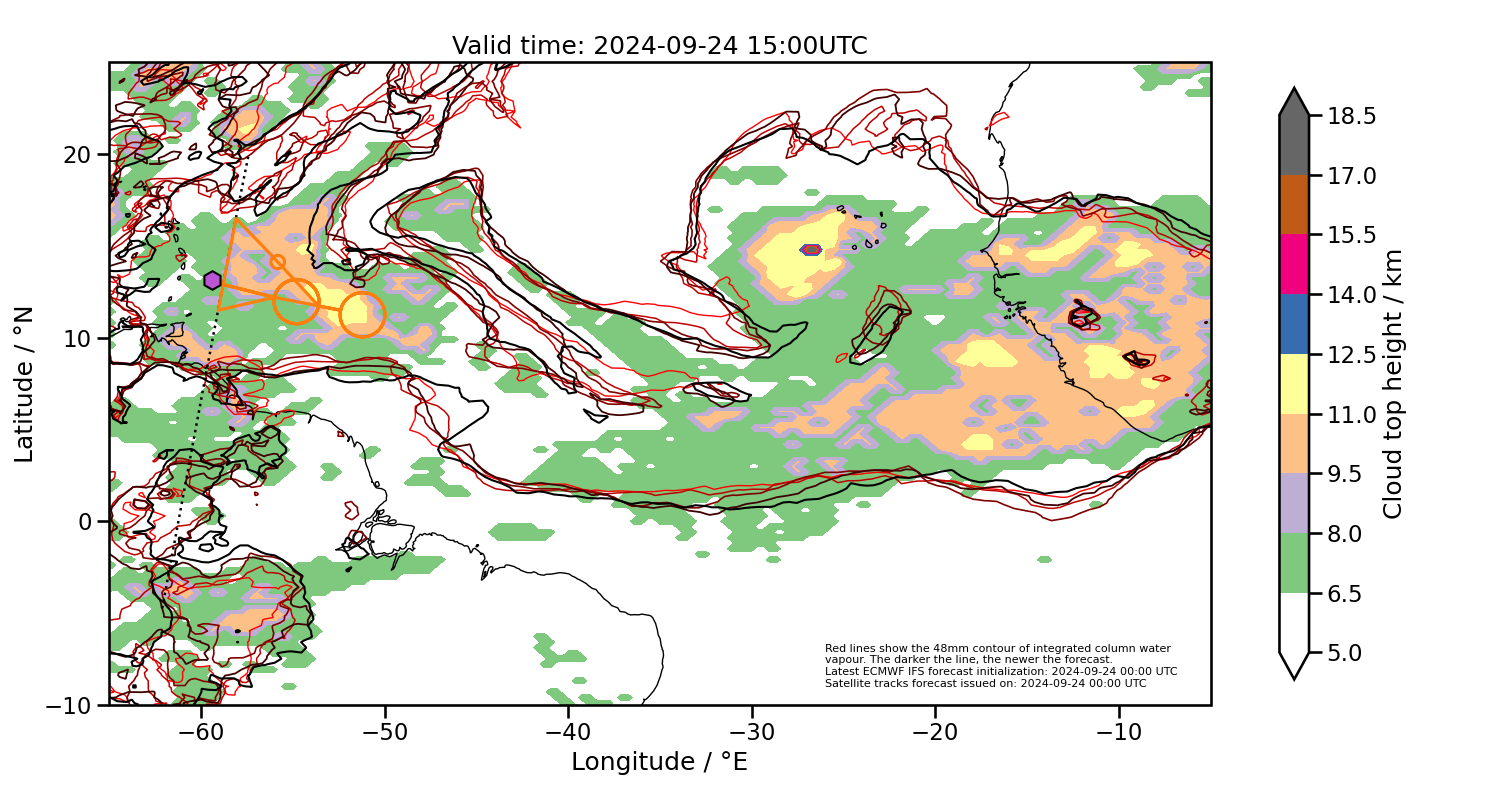 Valid time: 2024-09-24 15:00UTC
20
10
0
−10
Latitude / °N
−60
−50
−40
−30
−20
−10
Longitude / °E
Red lines show the 48mm contour of integrated column water
vapour. The darker the line, the newer the forecast.
Latest ECMWF IFS forecast initialization: 2024-09-24 00:00 UTC
Satellite tracks forecast issued on: 2024-09-24 00:00 UTC
18.5
17.0
15.5
14.0
12.5
11.0
9.5
8.0
6.5
5.0
Cloud top height / km